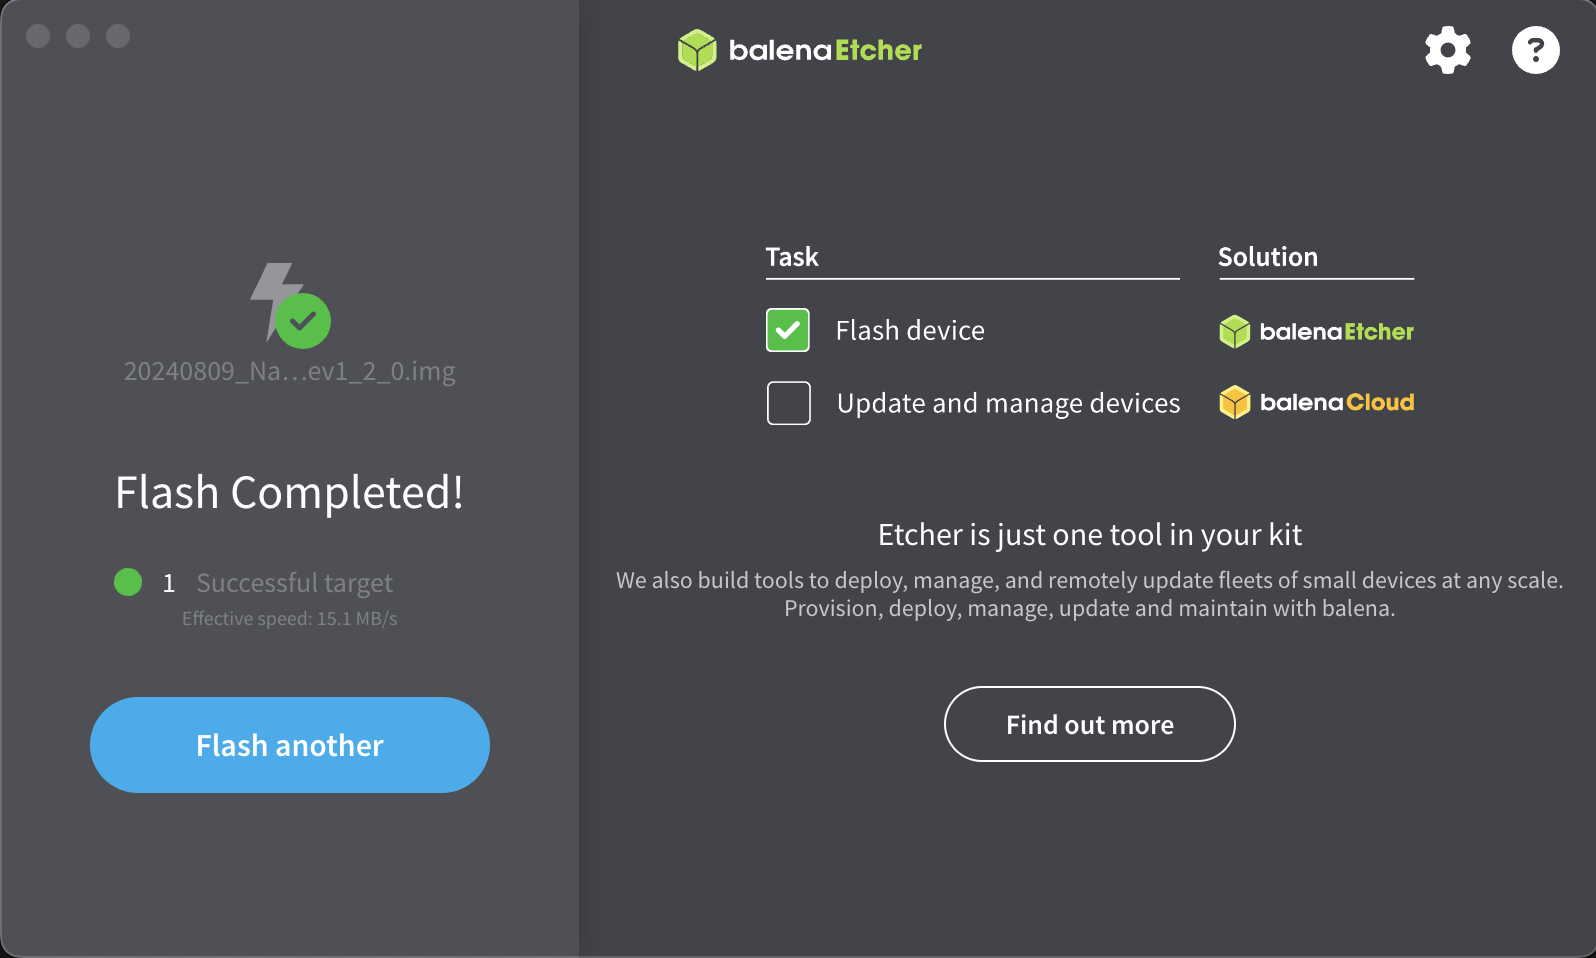 balenaEtcher
?
20240809_Na...ev1_2_0.img
Flash Completed!
1 Successful target
Effective speed: 15.1 MB/s
Flash another
Task Solution
Flash device balenaEtcher
Update and manage devices balenaCloud
Etcher is just one tool in your kit
We also build tools to deploy, manage, and remotely update fleets of small devices at any scale.
Provision, deploy, manage, update and maintain with balena.
Find out more